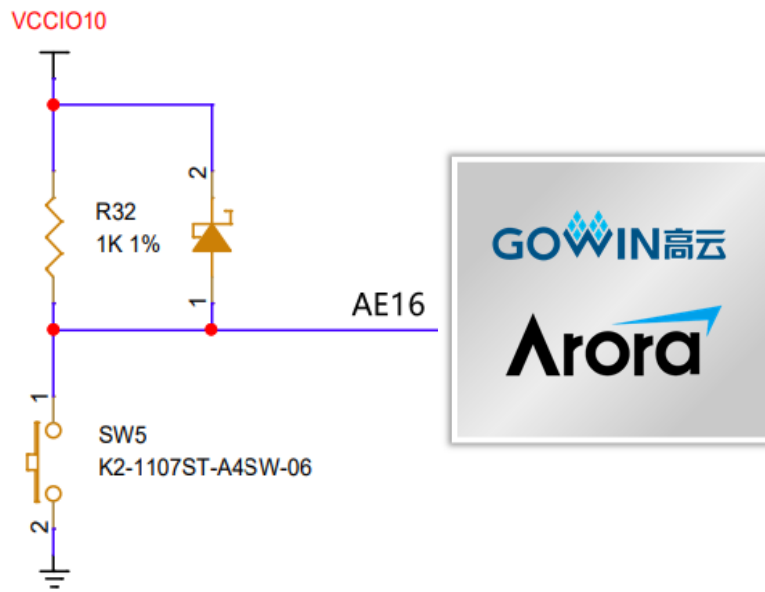 VCCIO10
2
R32
1K 1%
1
AE16
GOWIN高云
Arora
1
SW5
K2-1107ST-A4SW-06
2